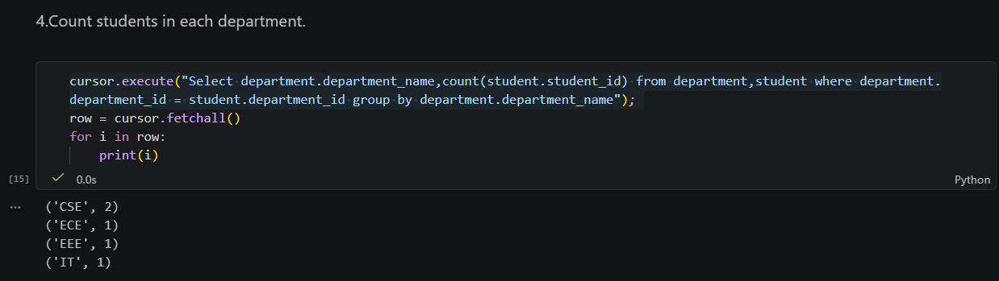 4.Count students in each department.
cursor.execute("Select department.department_name,count(student.student_id) from department,student where department.
department_id = student.department_id group by department.department_name");
row = cursor.fetchall()
for i in row:
    print(i)
[15] 0.0s Python
('CSE', 2)
('ECE', 1)
('EEE', 1)
('IT', 1)